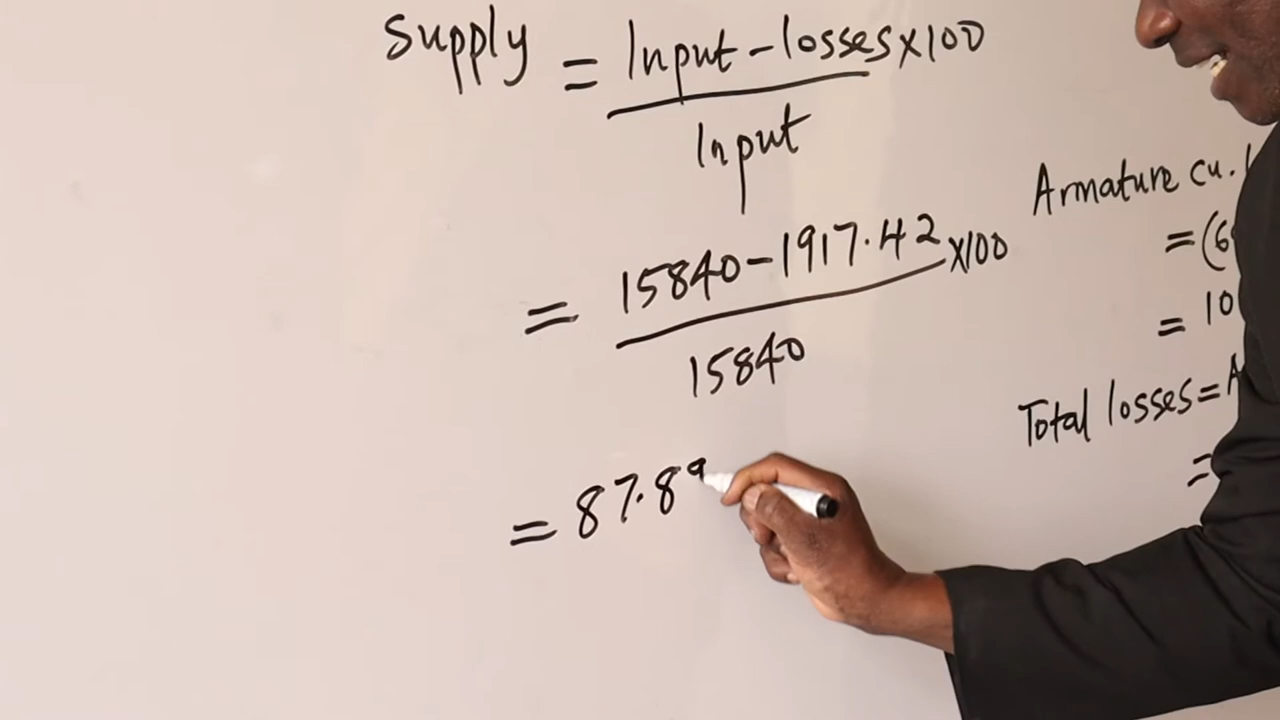 Supply = Input - losses x100
Input
= 15840 - 1917.42 x100
15840
= 87.89
Armature cu.
= (6
= 10
Total losses =
=